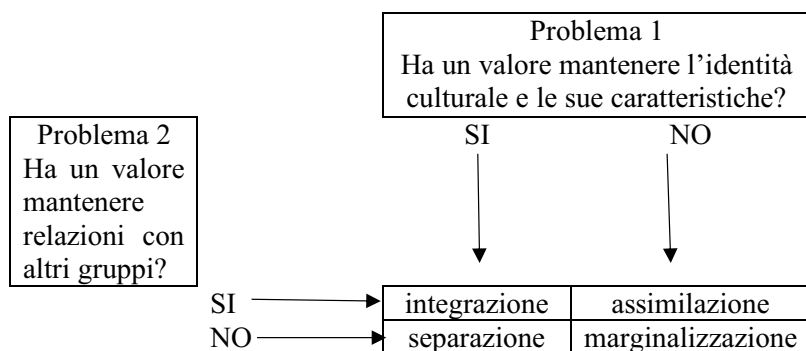 Problema 1
Ha un valore mantenere l'identità
culturale e le sue caratteristiche?
Problema 2
Ha un valore
mantenere
relazioni con
altri gruppi?
SI NO
SI integrazione assimilazione
NO separazione marginalizzazione